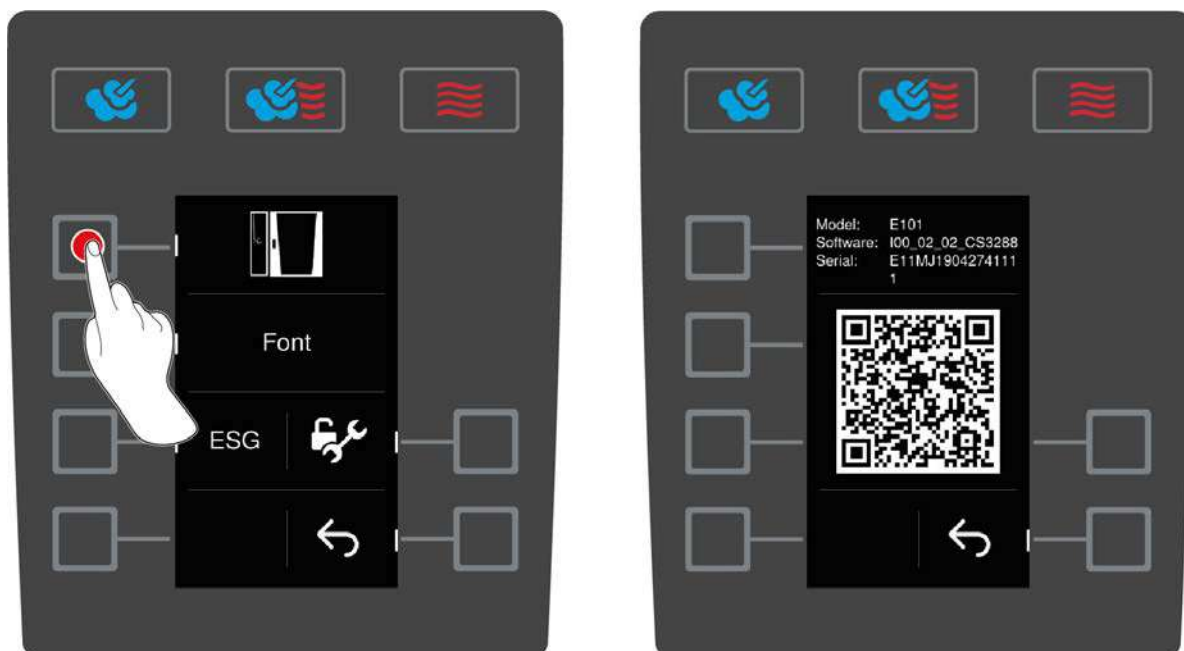 Font
ESG
Model: E101
Software: I00_02_02_CS3288
Serial: E11MJ1904274111
1